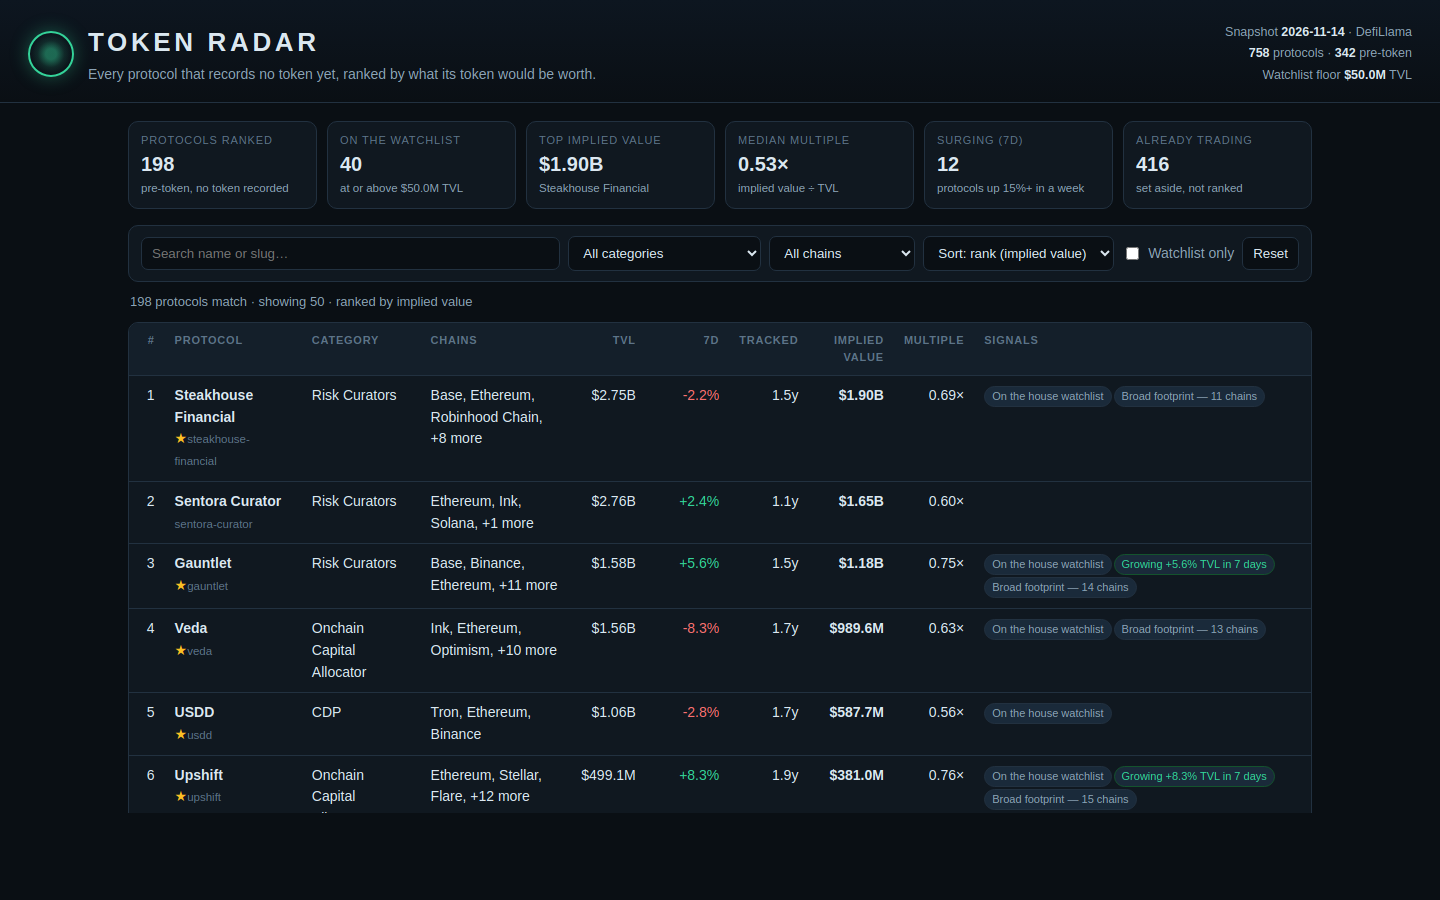 TOKEN RADAR
Every protocol that records no token yet, ranked by what its token would be worth.
Snapshot 2026-11-14 · DefiLlama
758 protocols · 342 pre-token
Watchlist floor $50.0M TVL
PROTOCOLS RANKED
198
pre-token, no token recorded
ON THE WATCHLIST
40
at or above $50.0M TVL
TOP IMPLIED VALUE
$1.90B
Steakhouse Financial
MEDIAN MULTIPLE
0.53×
implied value ÷ TVL
SURGING (7D)
12
protocols up 15%+ in a week
ALREADY TRADING
416
set aside, not ranked
Search name or slug…
All categories
All chains
Sort: rank (implied value)
Watchlist only
Reset
198 protocols match · showing 50 · ranked by implied value
# PROTOCOL CATEGORY CHAINS TVL 7D TRACKED IMPLIED VALUE MULTIPLE SIGNALS
1 Steakhouse Risk Curators Base, Ethereum, $2.75B -2.2% 1.5y $1.90B 0.69× On the house watchlist Broad footprint — 11 chains
Financial Robinhood Chain,
★steakhouse- +8 more
financial
2 Sentora Curator Risk Curators Ethereum, Ink, $2.76B +2.4% 1.1y $1.65B 0.60×
sentora-curator Solana, +1 more
3 Gauntlet Risk Curators Base, Binance, $1.58B +5.6% 1.5y $1.18B 0.75× On the house watchlist Growing +5.6% TVL in 7 days
★gauntlet Ethereum, +11 more Broad footprint — 14 chains
4 Veda Onchain Ink, Ethereum, $1.56B -8.3% 1.7y $989.6M 0.63× On the house watchlist Broad footprint — 13 chains
★veda Capital Optimism, +10 more
Allocator
5 USDD CDP Tron, Ethereum, $1.06B -2.8% 1.7y $587.7M 0.56× On the house watchlist
★usdd Binance
6 Upshift Onchain Ethereum, Stellar, $499.1M +8.3% 1.9y $381.0M 0.76× On the house watchlist Growing +8.3% TVL in 7 days
★upshift Capital Flare, +12 more Broad footprint — 15 chains